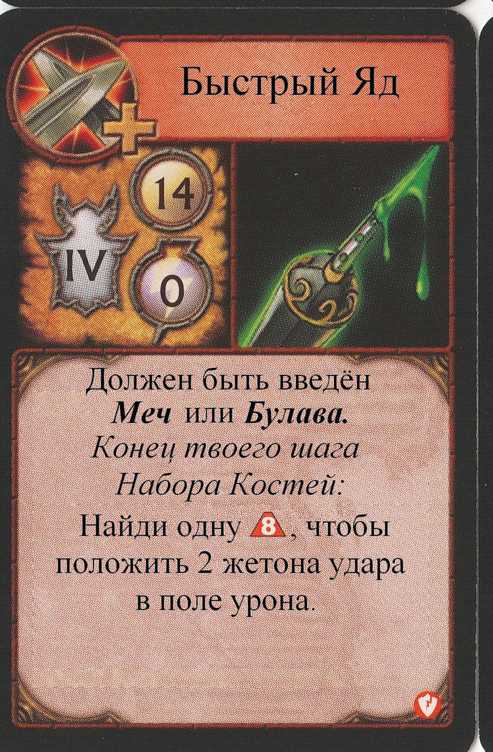 Быстрый Яд
14
IV
0
Должен быть введён
Меч или Булава.
Конец твоего шага
Набора Костей:
Найди одну 8, чтобы
положить 2 жетона удара
в поле урона.